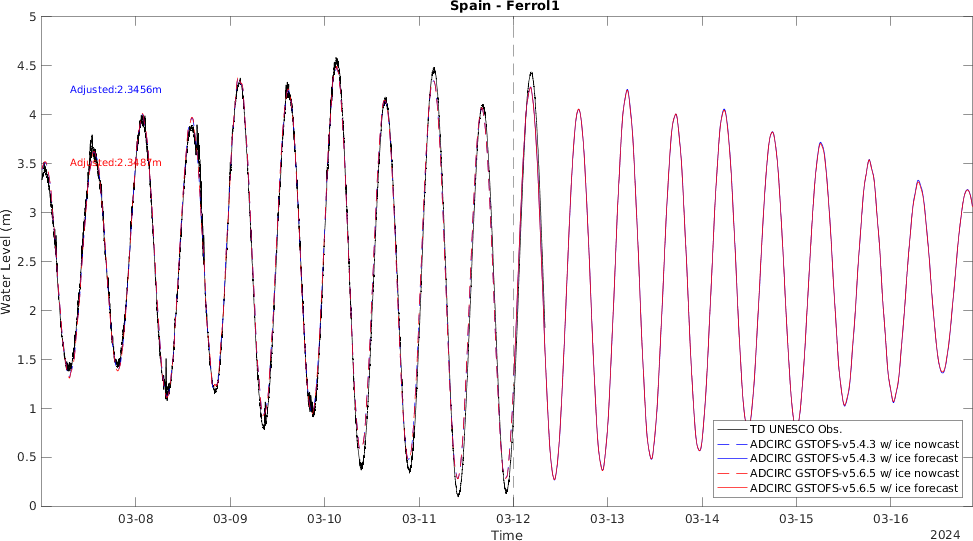 Spain - Ferrol1
5
4.5
4
3.5
3
2.5
2
1.5
1
0.5
0
Water Level (m)
Adjusted:2.3456m
Adjusted:2.3487m
TD UNESCO Obs.
ADCIRC GSTOFS-v5.4.3 w/ ice nowcast
ADCIRC GSTOFS-v5.4.3 w/ ice forecast
ADCIRC GSTOFS-v5.6.5 w/ ice nowcast
ADCIRC GSTOFS-v5.6.5 w/ ice forecast
03-08 03-09 03-10 03-11 03-12 03-13 03-14 03-15 03-16
Time
2024